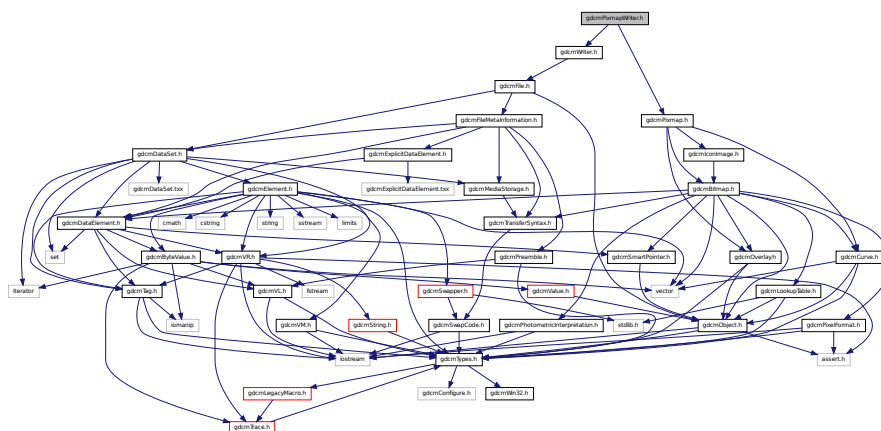 gdcmPixmapWriter.h
gdcmWriter.h
gdcmFile.h
gdcmFileMetaInformation.h
gdcmPixmap.h
gdcmDataSet.h
gdcmExplicitDataElement.h
gdcmIconImage.h
gdcmDataSet.txx
gdcmElement.h
gdcmExplicitDataElement.txx
gdcmMediaStorage.h
gdcmBitmap.h
gdcmDataElement.h
cmath
cstring
string
sstream
limits
gdcmTransferSyntax.h
set
gdcmByteValue.h
gdcmVR.h
gdcmPreamble.h
gdcmSmartPointer.h
gdcmOverlay.h
gdcmCurve.h
iterator
gdcmTag.h
gdcmVL.h
fstream
gdcmSwapper.h
gdcmValue.h
vector
gdcmLookupTable.h
iomanip
gdcmVM.h
gdcmString.h
gdcmSwapCode.h
gdcmPhotometricInterpretation.h
stdlib.h
gdcmObject.h
gdcmPixelFormat.h
iostream
gdcmTypes.h
assert.h
gdcmLegacyMacro.h
gdcmConfigure.h
gdcmWin32.h
gdcmTrace.h